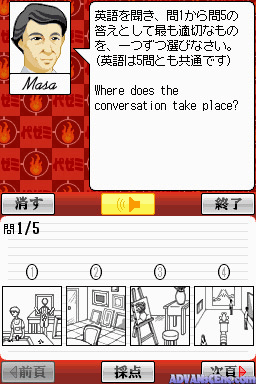 英語を聞き、問1から問5の
答えとして最も適切なもの
を、一つずつ選びなさい。
(英語は5問とも共通です)
Where does the
conversation take place?
Masa
消す
終了
問1/5
① ② ③ ④
前頁
採点
次頁